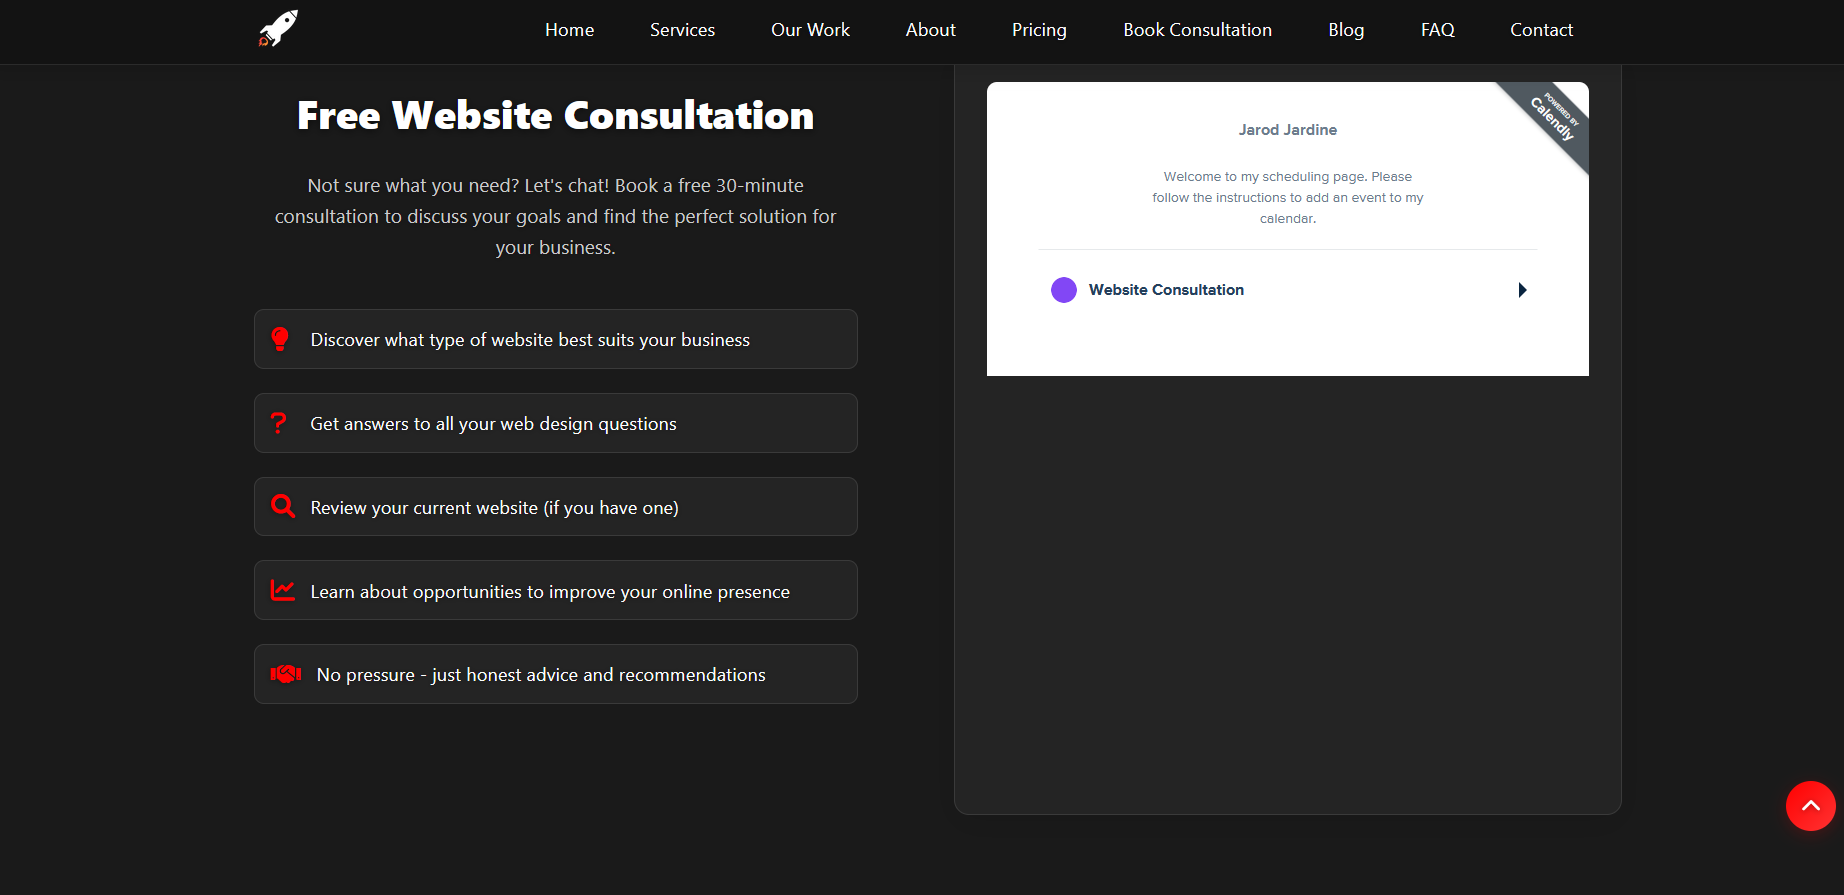 Home Services Our Work About Pricing Book Consultation Blog FAQ Contact
Free Website Consultation
Not sure what you need? Let's chat! Book a free 30-minute
consultation to discuss your goals and find the perfect solution for
your business.
Discover what type of website best suits your business
Get answers to all your web design questions
Review your current website (if you have one)
Learn about opportunities to improve your online presence
No pressure - just honest advice and recommendations
POWERED BY
Calendly
Jarod Jardine
Welcome to my scheduling page. Please
follow the instructions to add an event to my
calendar.
Website Consultation